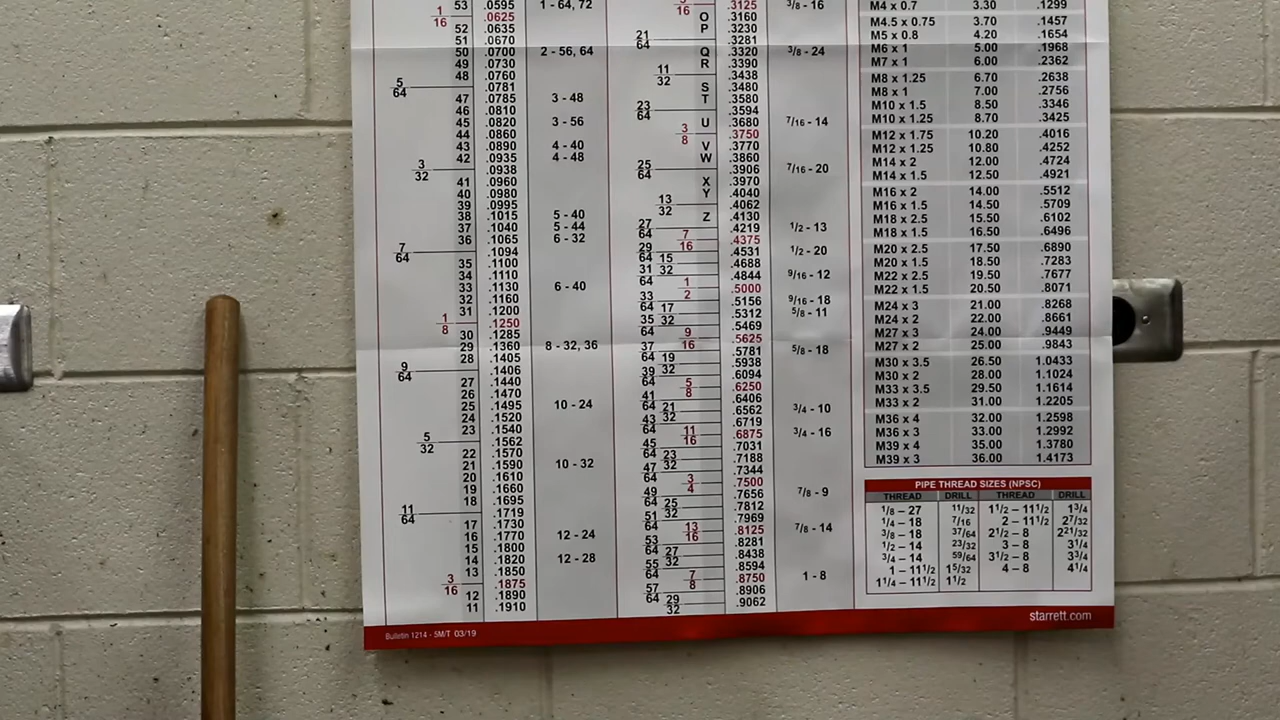 53 .0595 1 - 64, 72
1/16 .0625
52 .0635
51 .0670
50 .0700 2 - 56, 64
49 .0730
48 .0760
5/64 .0781
47 .0785 3 - 48
46 .0810
45 .0820 3 - 56
44 .0860
43 .0890 4 - 40
42 .0935 4 - 48
3/32 .0938
41 .0960
40 .0980
39 .0995
38 .1015 5 - 40
37 .1040 5 - 44
36 .1065 6 - 32
7/64 .1094
35 .1100
34 .1110
33 .1130 6 - 40
32 .1160
31 .1200
1/8 .1250
30 .1285
29 .1360 8 - 32, 36
28 .1405
9/64 .1406
27 .1440
26 .1470
25 .1495 10 - 24
24 .1520
23 .1540
5/32 .1562
22 .1570
21 .1590 10 - 32
20 .1610
19 .1660
18 .1695
11/64 .1719
17 .1730
16 .1770 12 - 24
15 .1800
14 .1820 12 - 28
13 .1850
3/16 .1875
12 .1890
11 .1910
5/16 .3125 3/8 - 16
O .3160
P .3230
21/64 .3281
Q .3320 3/8 - 24
R .3390
11/32 .3438
S .3480
T .3580
23/64 .3594
U .3680 7/16 - 14
3/8 .3750
V .3770
W .3860
25/64 .3906 7/16 - 20
X .3970
Y .4040
13/32 .4062
Z .4130
27/64 .4219 1/2 - 13
7/16 .4375
29/64 .4531 1/2 - 20
15/32 .4688
31/64 .4844 9/16 - 12
1/2 .5000
33/64 .5156 9/16 - 18
17/32 .5312 5/8 - 11
35/64 .5469
9/16 .5625
37/64 .5781 5/8 - 18
19/32 .5938
39/64 .6094
5/8 .6250
41/64 .6406
21/32 .6562 3/4 - 10
43/64 .6719
11/16 .6875 3/4 - 16
45/64 .7031
23/32 .7188
47/64 .7344
3/4 .7500
49/64 .7656 7/8 - 9
25/32 .7812
51/64 .7969
13/16 .8125 7/8 - 14
53/64 .8281
27/32 .8438
55/64 .8594
7/8 .8750 1 - 8
57/64 .8906
29/32 .9062
M4 x 0.7 3.30 .1299
M4.5 x 0.75 3.70 .1457
M5 x 0.8 4.20 .1654
M6 x 1 5.00 .1968
M7 x 1 6.00 .2362
M8 x 1.25 6.70 .2638
M8 x 1 7.00 .2756
M10 x 1.5 8.50 .3346
M10 x 1.25 8.70 .3425
M12 x 1.75 10.20 .4016
M12 x 1.25 10.80 .4252
M14 x 2 12.00 .4724
M14 x 1.5 12.50 .4921
M16 x 2 14.00 .5512
M16 x 1.5 14.50 .5709
M18 x 2.5 15.50 .6102
M18 x 1.5 16.50 .6496
M20 x 2.5 17.50 .6890
M20 x 1.5 18.50 .7283
M22 x 2.5 19.50 .7677
M22 x 1.5 20.50 .8071
M24 x 3 21.00 .8268
M24 x 2 22.00 .8661
M27 x 3 24.00 .9449
M27 x 2 25.00 .9843
M30 x 3.5 26.50 1.0433
M30 x 2 28.00 1.1024
M33 x 3.5 29.50 1.1614
M33 x 2 31.00 1.2205
M36 x 4 32.00 1.2598
M36 x 3 33.00 1.2992
M39 x 4 35.00 1.3780
M39 x 3 36.00 1.4173
PIPE THREAD SIZES (NPSC)
THREAD DRILL THREAD DRILL
1/8 – 27 11/32 1 1/2 – 11 1/2 1 3/4
1/4 – 18 7/16 2 – 11 1/2 2 7/32
3/8 – 18 37/64 2 1/2 – 8 2 21/32
1/2 – 14 23/32 3 – 8 3 1/4
3/4 – 14 59/64 3 1/2 – 8 3 3/4
1 – 11 1/2 1 5/32 4 – 8 4 1/4
1 1/4 – 11 1/2 1 1/2
Bulletin 1214 - 5M/T 03/19
starrett.com